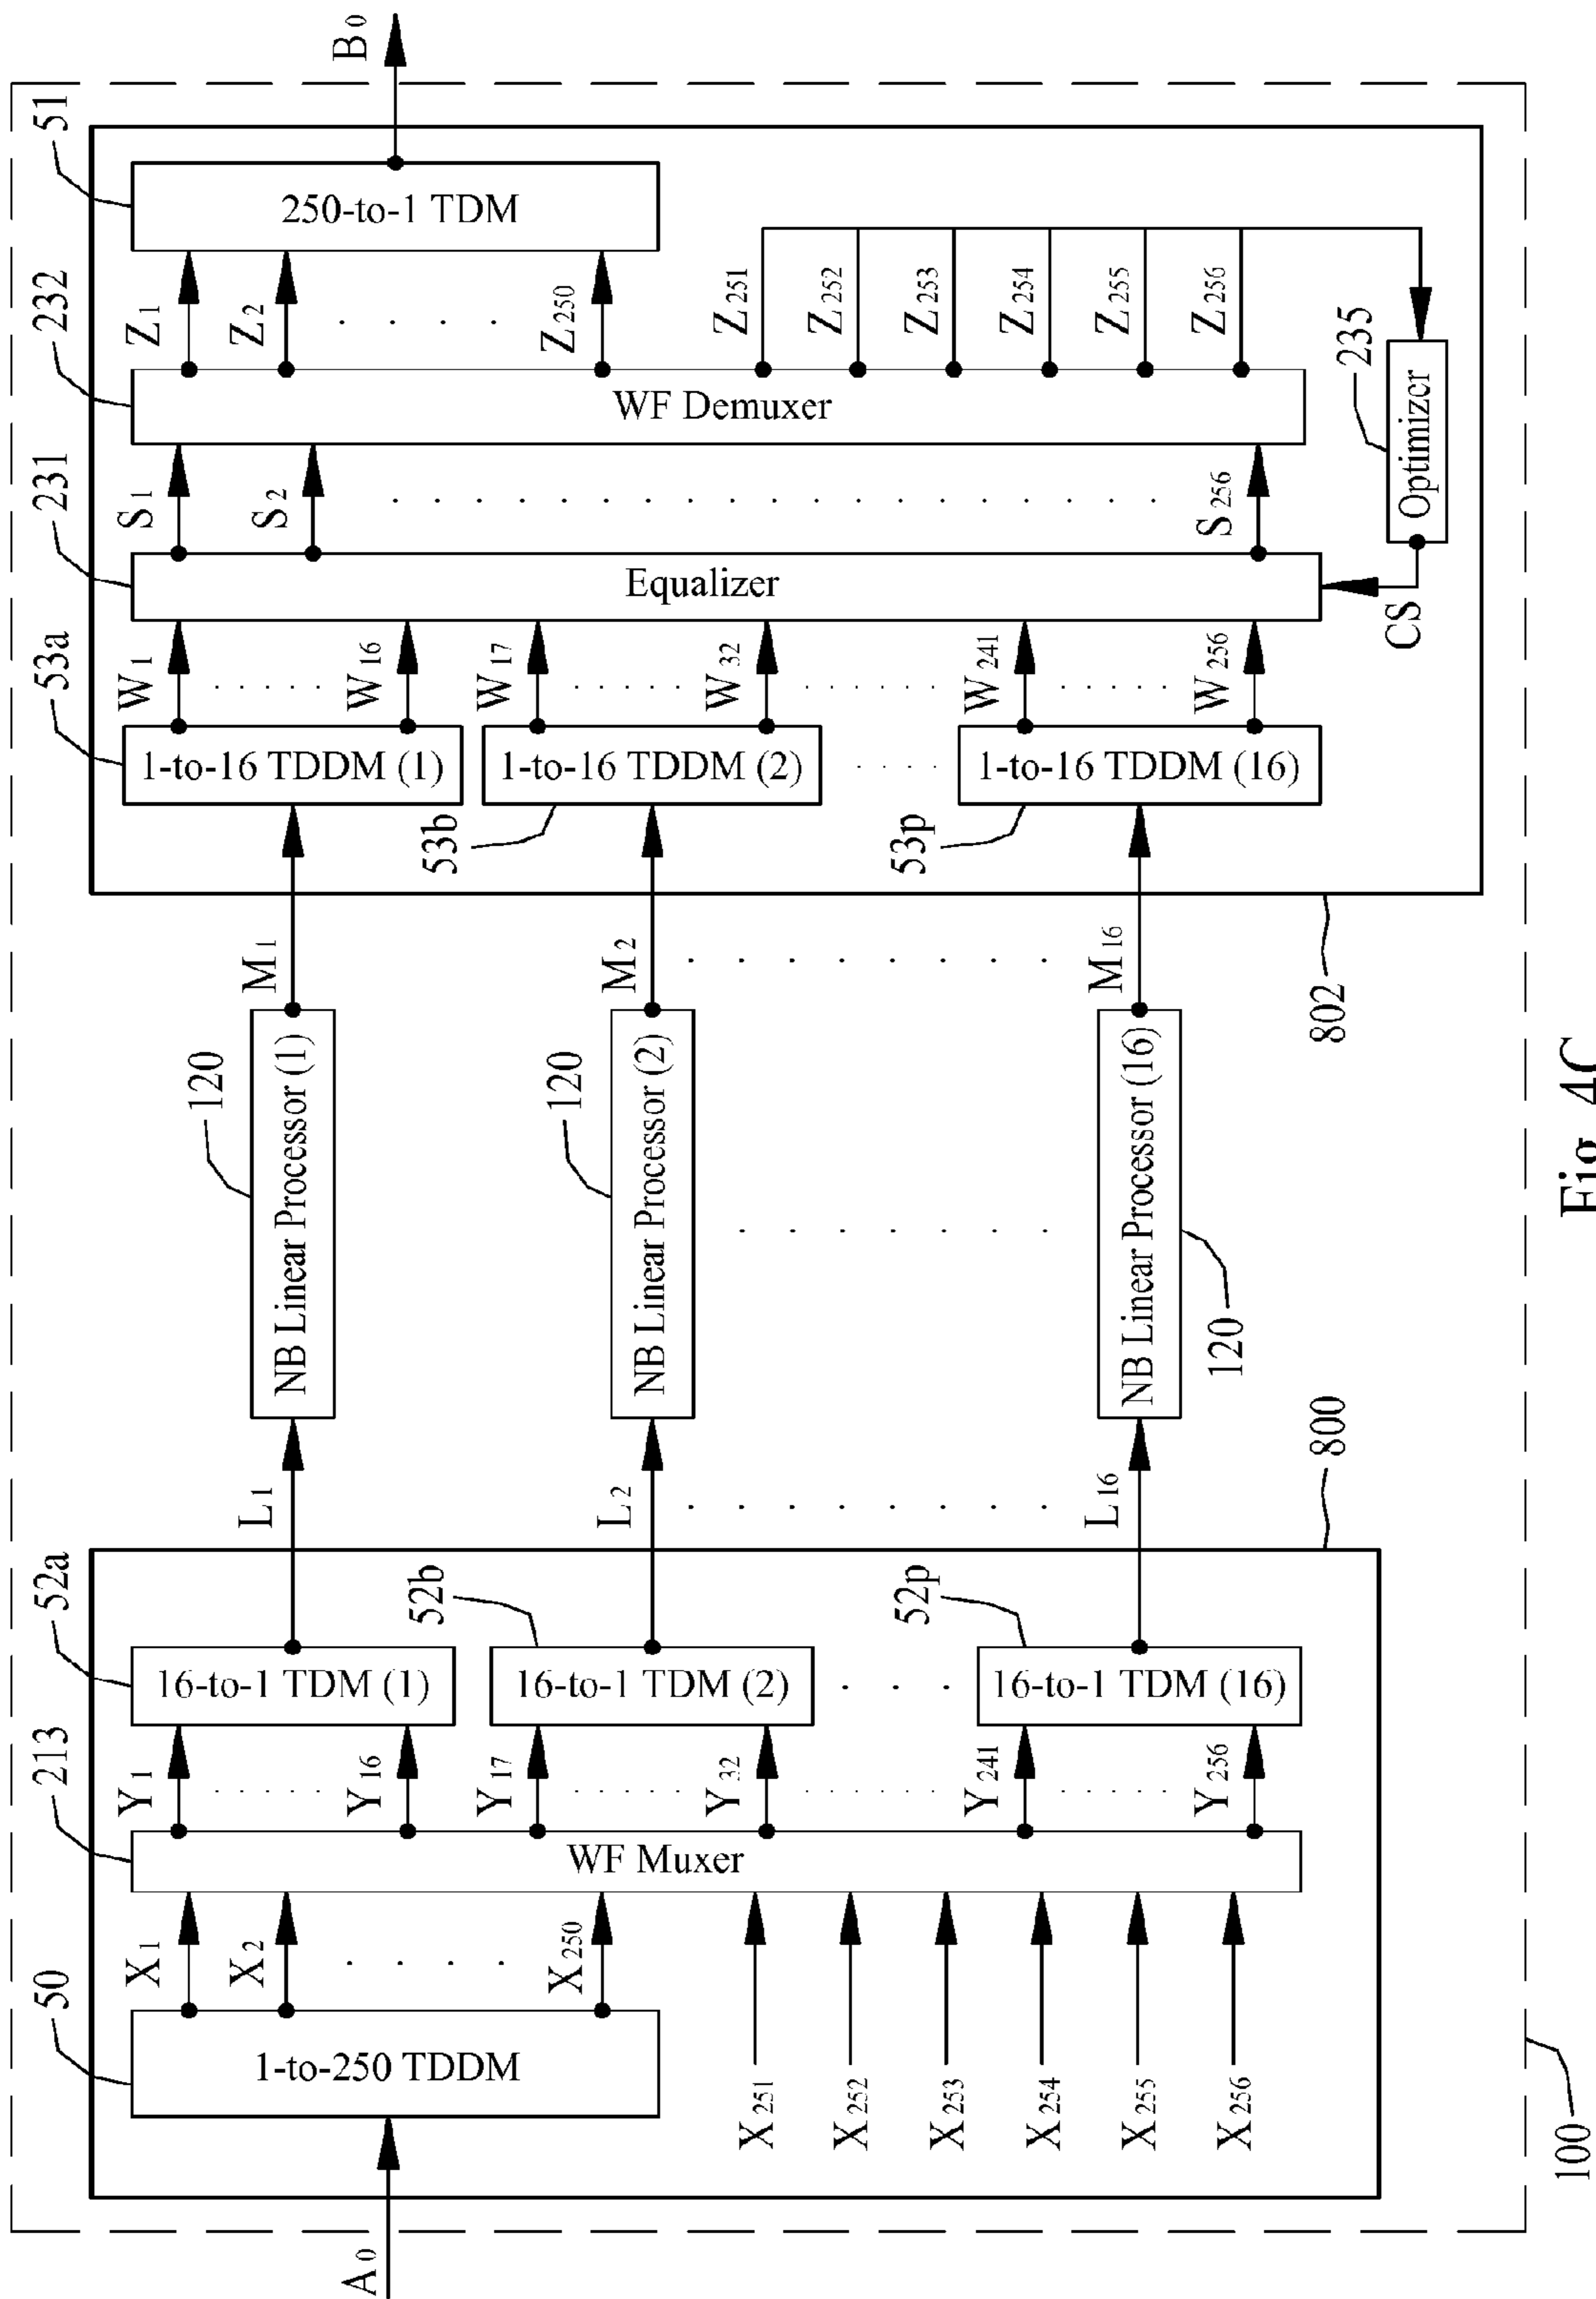 A0
50
1-to-250 TDDM
X1
X2
X250
X251
X252
X253
X254
X255
X256
213
WF Muxer
Y1
Y16
Y17
Y32
Y241
Y256
52a
16-to-1 TDM (1)
52b
16-to-1 TDM (2)
52p
16-to-1 TDM (16)
800
L1
L2
L16
120
NB Linear Processor (1)
120
NB Linear Processor (2)
120
NB Linear Processor (16)
M1
M2
M16
802
53a
1-to-16 TDDM (1)
53b
1-to-16 TDDM (2)
53p
1-to-16 TDDM (16)
W1
W16
W17
W32
W241
W256
231
Equalizer
CS
S1
S2
S256
232
WF Demuxer
235
Optimizer
Z1
Z2
Z250
Z251
Z252
Z253
Z254
Z255
Z256
51
250-to-1 TDM
B0
100
Fig. 4C